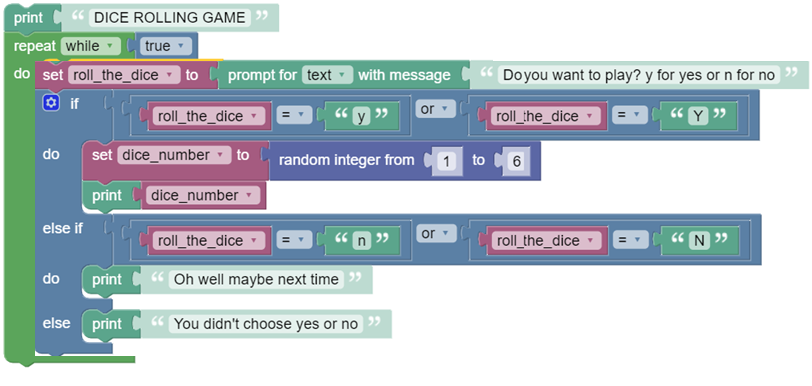 print “ DICE ROLLING GAME ”
repeat while true
do set roll_the_dice to prompt for text with message “ Do you want to play? y for yes or n for no ”
if roll_the_dice = “ y ” or roll_the_dice = “ Y ”
do set dice_number to random integer from 1 to 6
print dice_number
else if roll_the_dice = “ n ” or roll_the_dice = “ N ”
do print “ Oh well maybe next time ”
else print “ You didn't choose yes or no ”